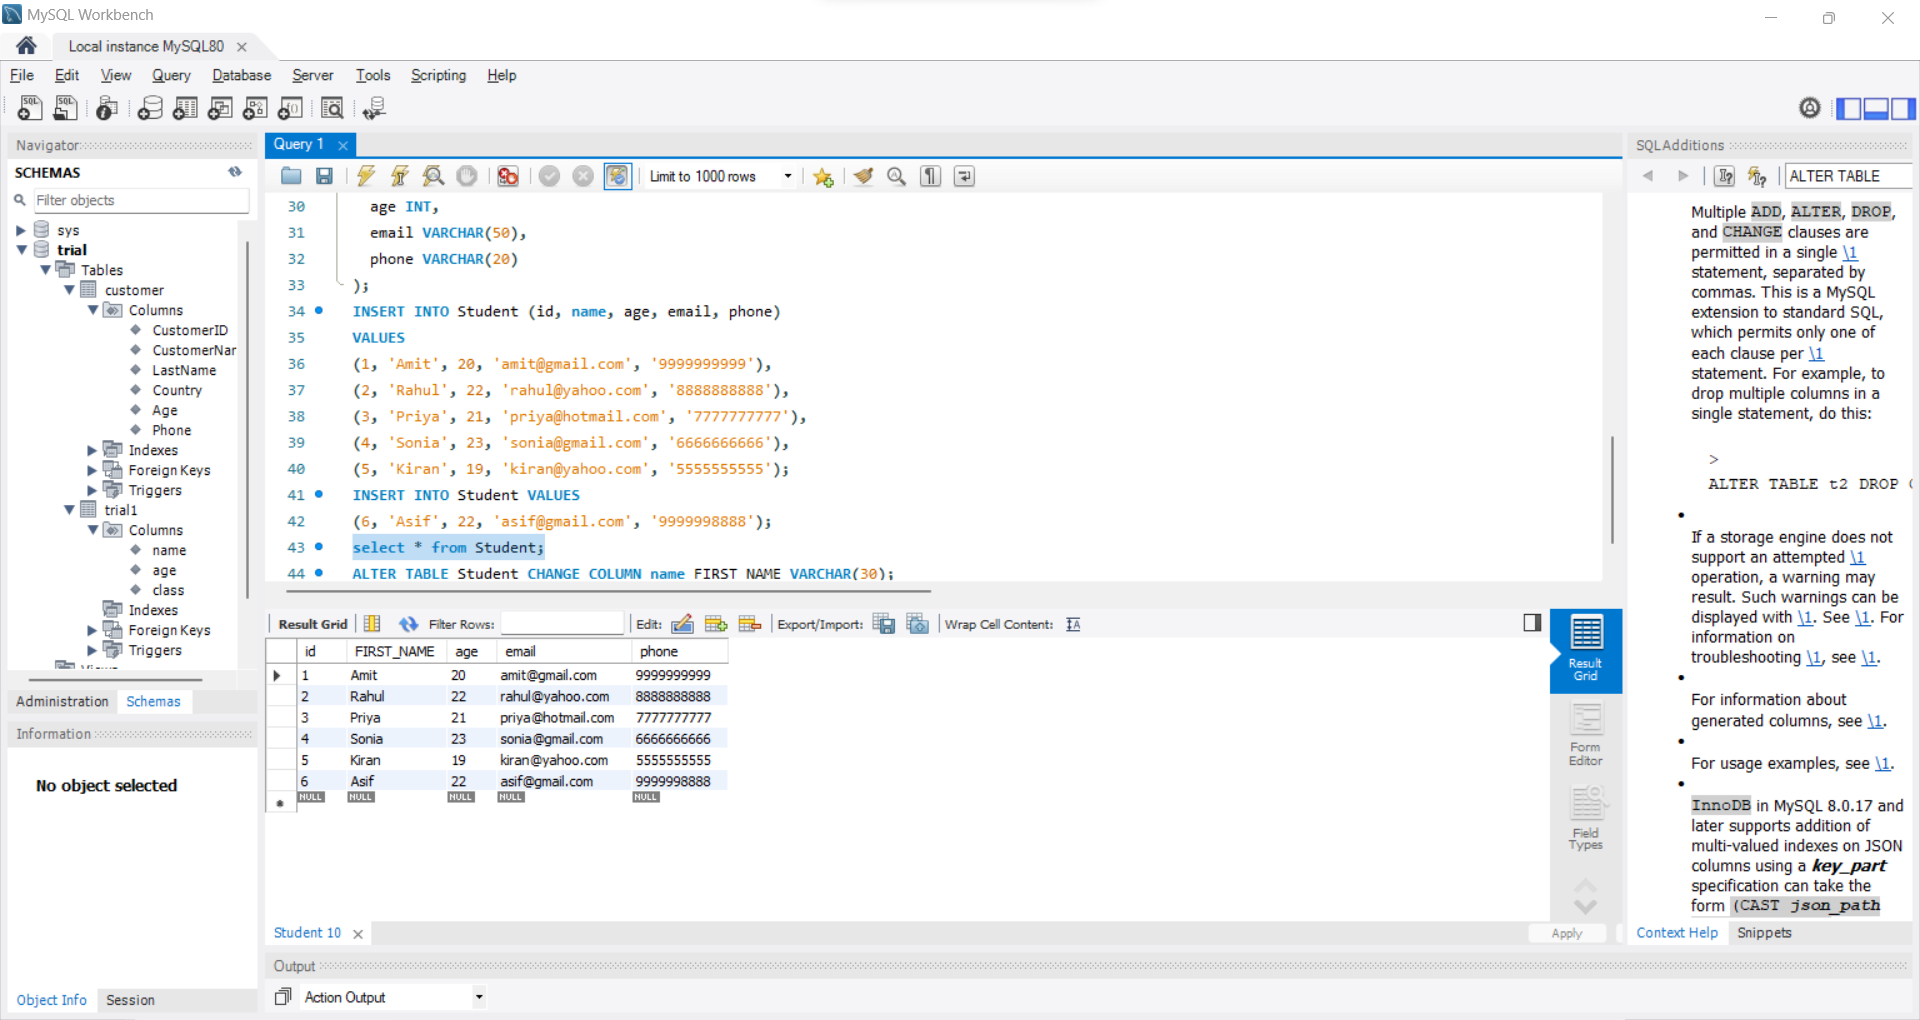 MySQL Workbench
Local instance MySQL80
File Edit View Query Database Server Tools Scripting Help
Navigator
SCHEMAS
Filter objects
sys
trial
Tables
customer
Columns
CustomerID
CustomerNar
LastName
Country
Age
Phone
Indexes
Foreign Keys
Triggers
trial1
Columns
name
age
class
Indexes
Foreign Keys
Triggers
Administration Schemas
Information
No object selected
Object Info Session
Query 1
Limit to 1000 rows
30 age INT,
31 email VARCHAR(50),
32 phone VARCHAR(20)
33 );
34 INSERT INTO Student (id, name, age, email, phone)
35 VALUES
36 (1, 'Amit', 20, 'amit@gmail.com', '9999999999'),
37 (2, 'Rahul', 22, 'rahul@yahoo.com', '8888888888'),
38 (3, 'Priya', 21, 'priya@hotmail.com', '7777777777'),
39 (4, 'Sonia', 23, 'sonia@gmail.com', '6666666666'),
40 (5, 'Kiran', 19, 'kiran@yahoo.com', '5555555555');
41 INSERT INTO Student VALUES
42 (6, 'Asif', 22, 'asif@gmail.com', '9999998888');
43 select * from Student;
44 ALTER TABLE Student CHANGE COLUMN name FIRST_NAME VARCHAR(30);
Result Grid Filter Rows: Edit: Export/Import: Wrap Cell Content:
id FIRST_NAME age email phone
1 Amit 20 amit@gmail.com 9999999999
2 Rahul 22 rahul@yahoo.com 8888888888
3 Priya 21 priya@hotmail.com 7777777777
4 Sonia 23 sonia@gmail.com 6666666666
5 Kiran 19 kiran@yahoo.com 5555555555
6 Asif 22 asif@gmail.com 9999998888
NULL NULL NULL NULL NULL
Result
Grid
Form
Editor
Field
Types
Student 10
Apply
Output
Action Output
SQLAdditions
ALTER TABLE
Multiple ADD, ALTER, DROP,
and CHANGE clauses are
permitted in a single \1
statement, separated by
commas. This is a MySQL
extension to standard SQL,
which permits only one of
each clause per \1
statement. For example, to
drop multiple columns in a
single statement, do this:
>
ALTER TABLE t2 DROP
If a storage engine does not
support an attempted \1
operation, a warning may
result. Such warnings can be
displayed with \1. See \1. For
information on
troubleshooting \1, see \1.
For information about
generated columns, see \1.
For usage examples, see \1.
InnoDB in MySQL 8.0.17 and
later supports addition of
multi-valued indexes on JSON
columns using a key_part
specification can take the
form (CAST json_path
Context Help Snippets